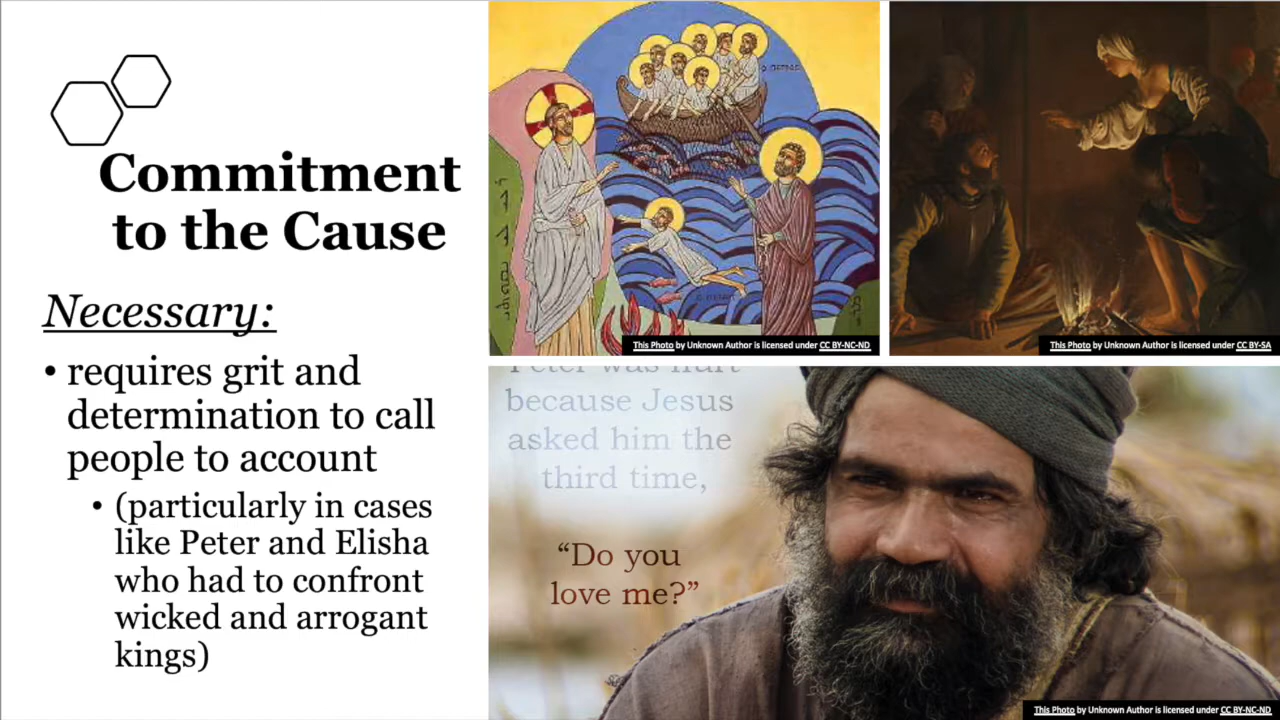 Commitment
to the Cause
Necessary:
• requires grit and
determination to call
people to account
• (particularly in cases
like Peter and Elisha
who had to confront
wicked and arrogant
kings)
This Photo by Unknown Author is licensed under CC BY-NC-ND
This Photo by Unknown Author is licensed under CC BY-SA
Peter was hurt
because Jesus
asked him the
third time,
“Do you
love me?”
This Photo by Unknown Author is licensed under CC BY-NC-ND